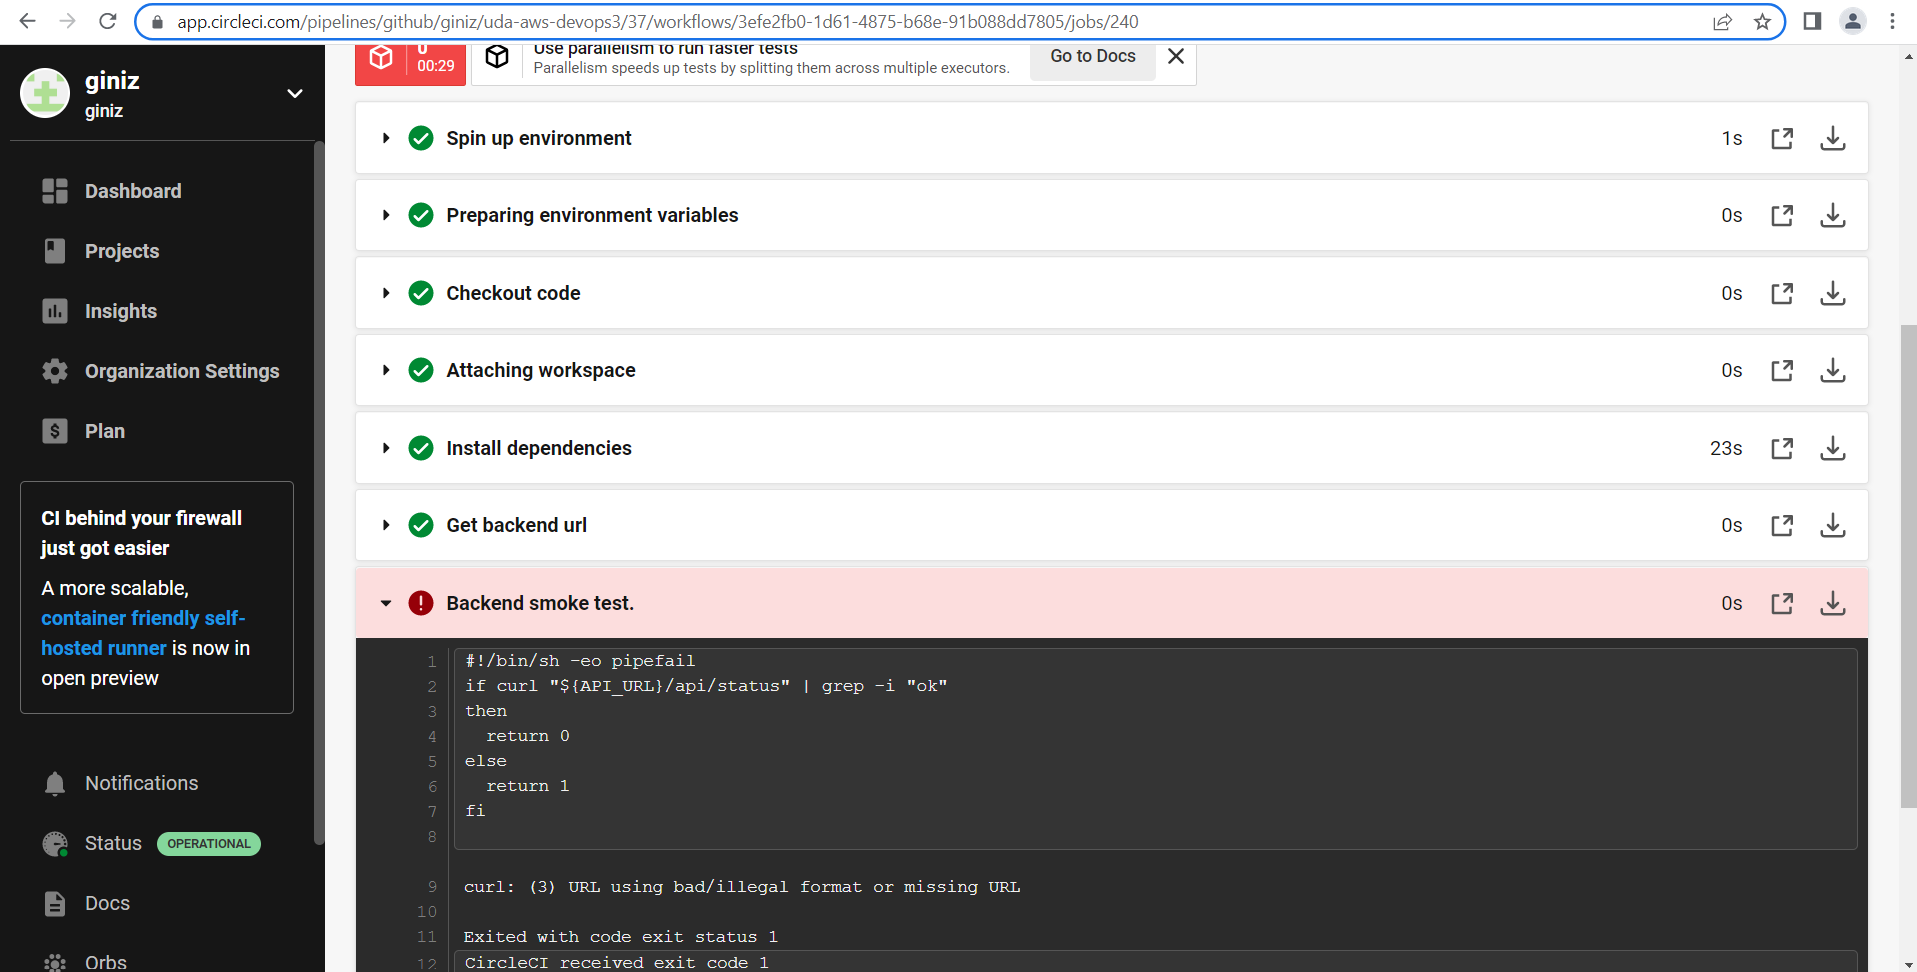 app.circleci.com/pipelines/github/giniz/uda-aws-devops3/37/workflows/3efe2fb0-1d61-4875-b68e-91b088dd7805/jobs/240
giniz
giniz
Dashboard
Projects
Insights
Organization Settings
Plan
CI behind your firewall
just got easier
A more scalable,
container friendly self-
hosted runner is now in
open preview
Notifications
Status OPERATIONAL
Docs
Orbs
0
00:29
Use parallelism to run faster tests
Parallelism speeds up tests by splitting them across multiple executors.
Go to Docs
Spin up environment 1s
Preparing environment variables 0s
Checkout code 0s
Attaching workspace 0s
Install dependencies 23s
Get backend url 0s
Backend smoke test. 0s
1 #!/bin/sh -eo pipefail
2 if curl "${API_URL}/api/status" | grep -i "ok"
3 then
4 return 0
5 else
6 return 1
7 fi
8
9 curl: (3) URL using bad/illegal format or missing URL
10
11 Exited with code exit status 1
12 CircleCI received exit code 1